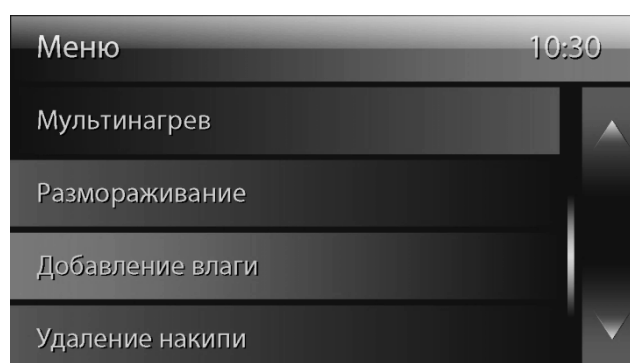 Меню 10:30
Мультинагрев
Размораживание
Добавление влаги
Удаление накипи